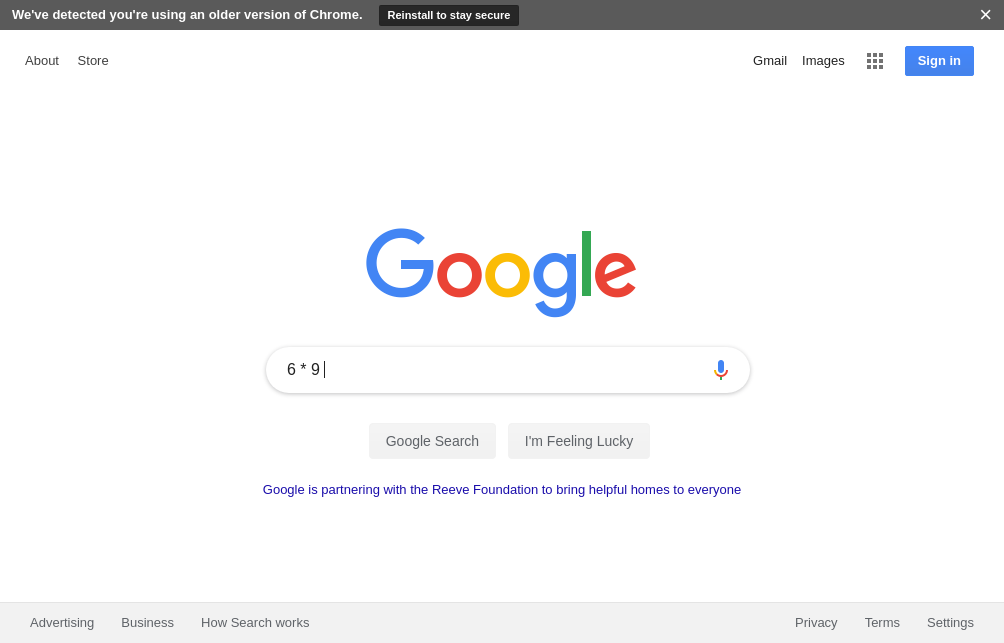 We've detected you're using an older version of Chrome. Reinstall to stay secure
About Store Gmail Images Sign in
Google
6 * 9
Google Search I'm Feeling Lucky
Google is partnering with the Reeve Foundation to bring helpful homes to everyone
Advertising Business How Search works Privacy Terms Settings